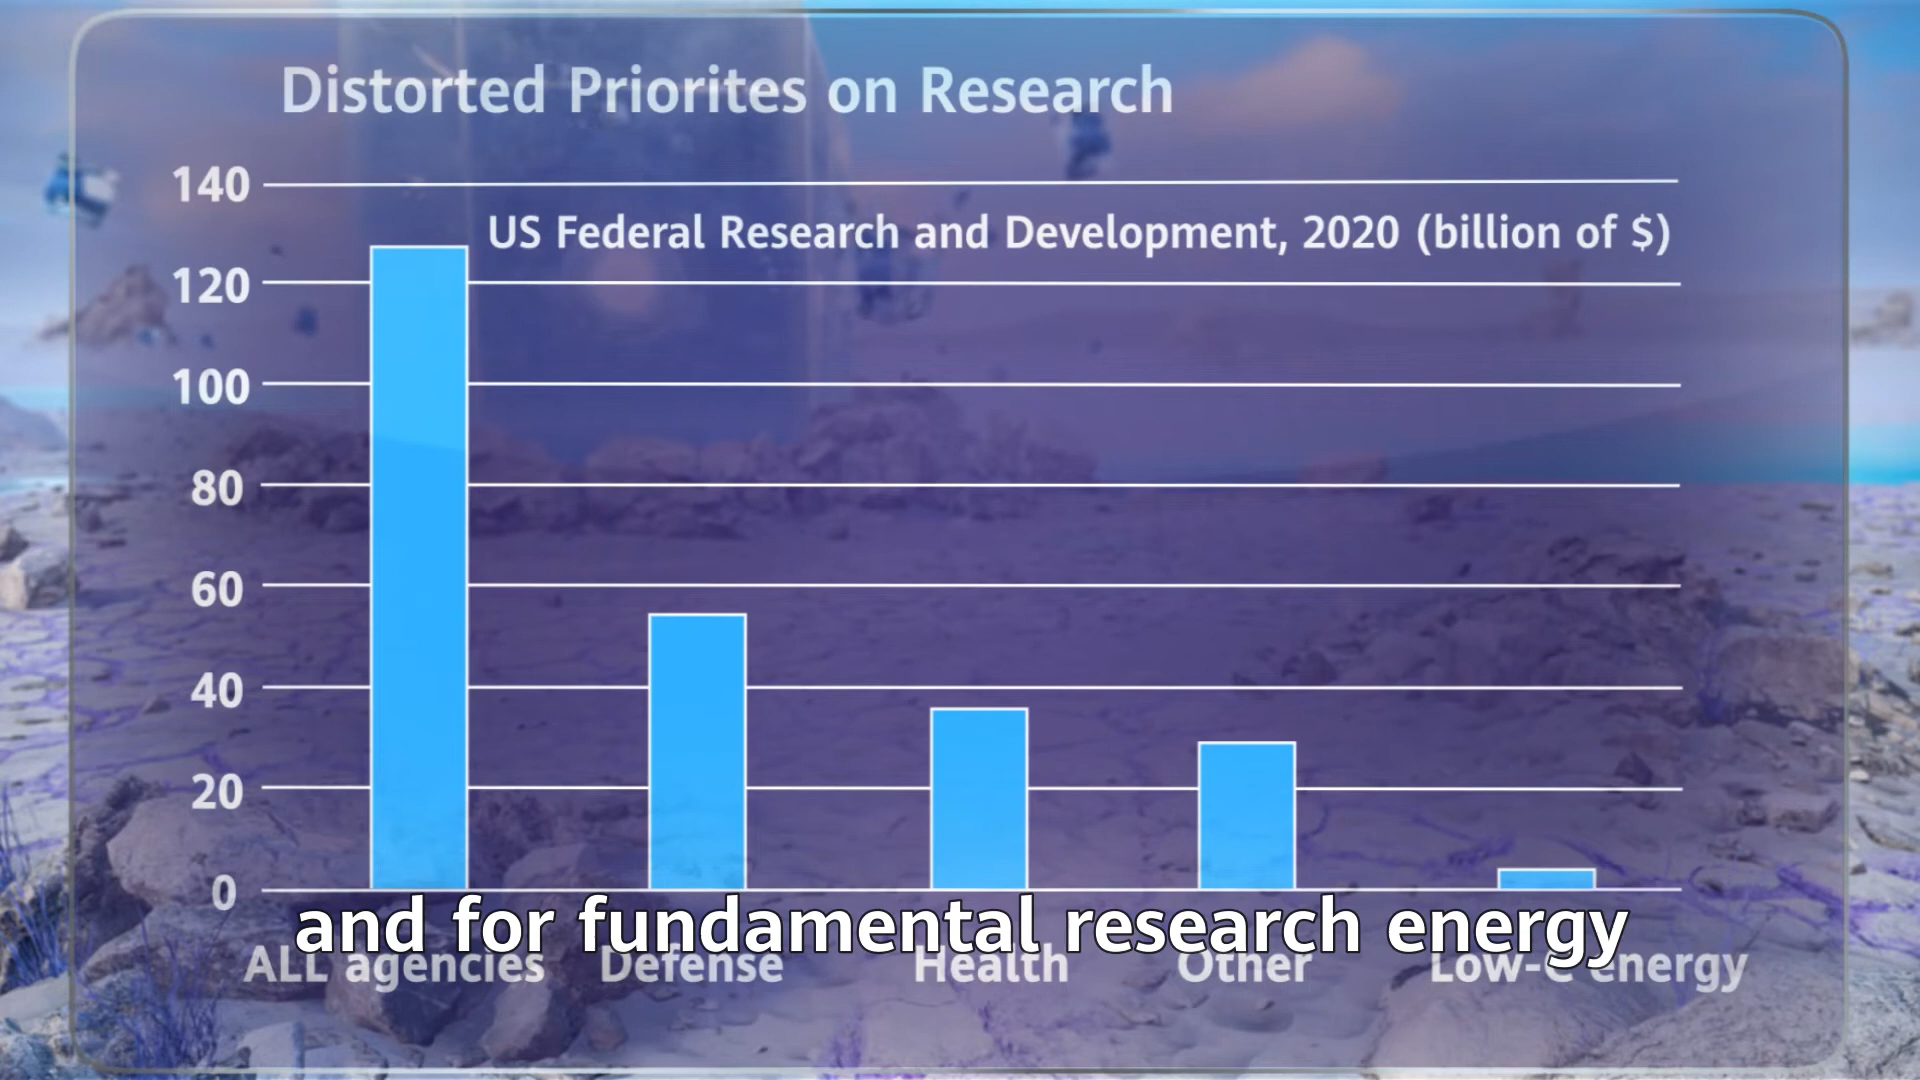 Distorted Priorites on Research
140
US Federal Research and Development, 2020 (billion of $)
120
100
80
60
40
20
0
and for fundamental research energy
ALL agencies Defense Health Other Low-C energy